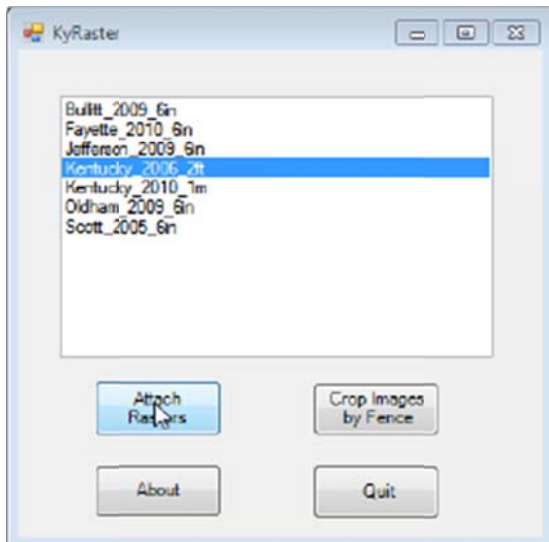 KyRaster
Bullitt_2009_6in
Fayette_2010_6in
Jefferson_2009_6in
Kentucky_2006_2ft
Kentucky_2010_1m
Oldham_2009_6in
Scott_2005_6in
Attach
Rasters
Crop Images
by Fence
About
Quit